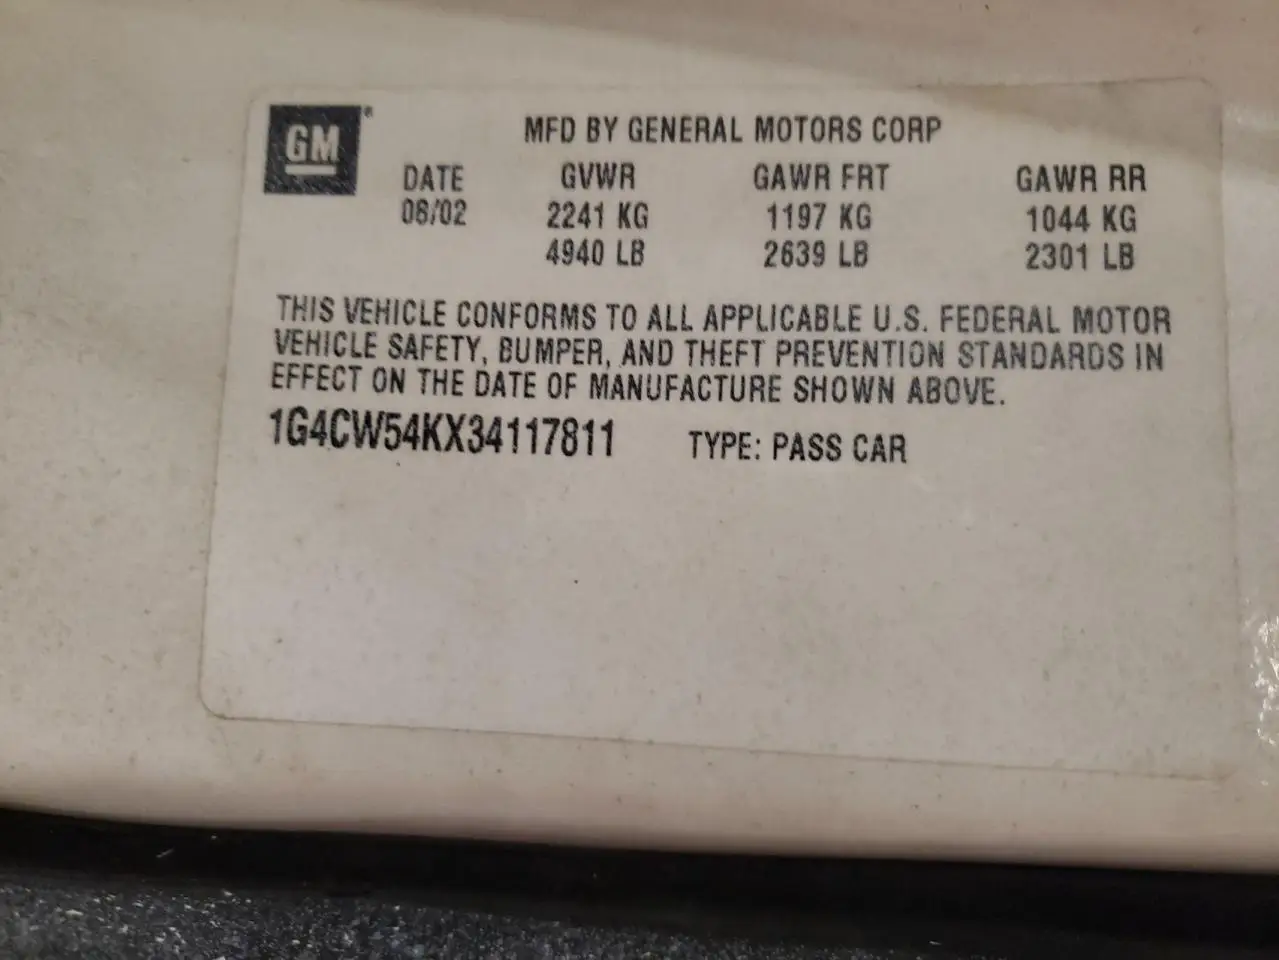 GM
MFD BY GENERAL MOTORS CORP
DATE GVWR GAWR FRT GAWR RR
08/02 2241 KG 1197 KG 1044 KG
4940 LB 2639 LB 2301 LB
THIS VEHICLE CONFORMS TO ALL APPLICABLE U.S. FEDERAL MOTOR
VEHICLE SAFETY, BUMPER, AND THEFT PREVENTION STANDARDS IN
EFFECT ON THE DATE OF MANUFACTURE SHOWN ABOVE.
1G4CW54KX34117811 TYPE: PASS CAR